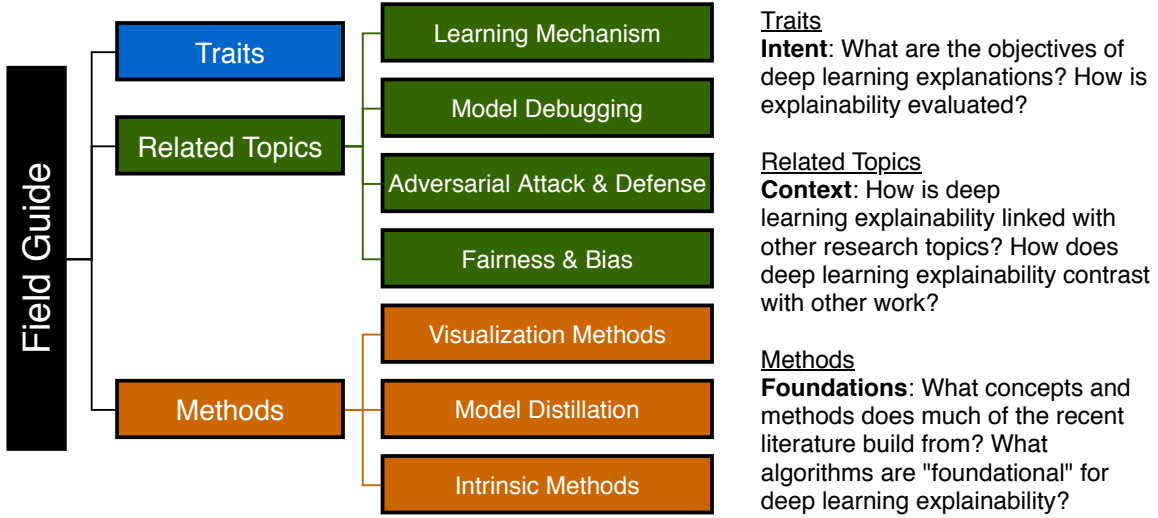 Field Guide
Traits
Related Topics
Learning Mechanism
Model Debugging
Adversarial Attack & Defense
Fairness & Bias
Methods
Visualization Methods
Model Distillation
Intrinsic Methods
Traits
Intent: What are the objectives of
deep learning explanations? How is
explainability evaluated?
Related Topics
Context: How is deep
learning explainability linked with
other research topics? How does
deep learning explainability contrast
with other work?
Methods
Foundations: What concepts and
methods does much of the recent
literature build from? What
algorithms are "foundational" for
deep learning explainability?